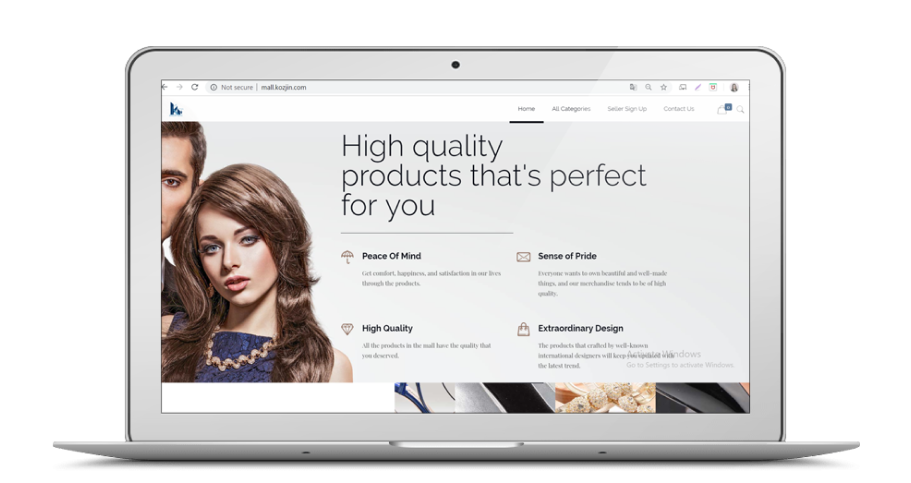 Not secure | mall.kozjin.com
Home All Categories Seller Sign Up Contact Us
High quality
products that's perfect
for you
Peace Of Mind
Get comfort, happiness, and satisfaction in our lives
through the products.
Sense of Pride
Everyone wants to own beautiful and well-made
things, and our merchandise tends to be of high
quality.
High Quality
All the products in the mall have the quality that
you deserved.
Extraordinary Design
The products that crafted by well-known
international designers will keep you updated with
the latest trend.
Activate Windows
Go to Settings to activate Windows.